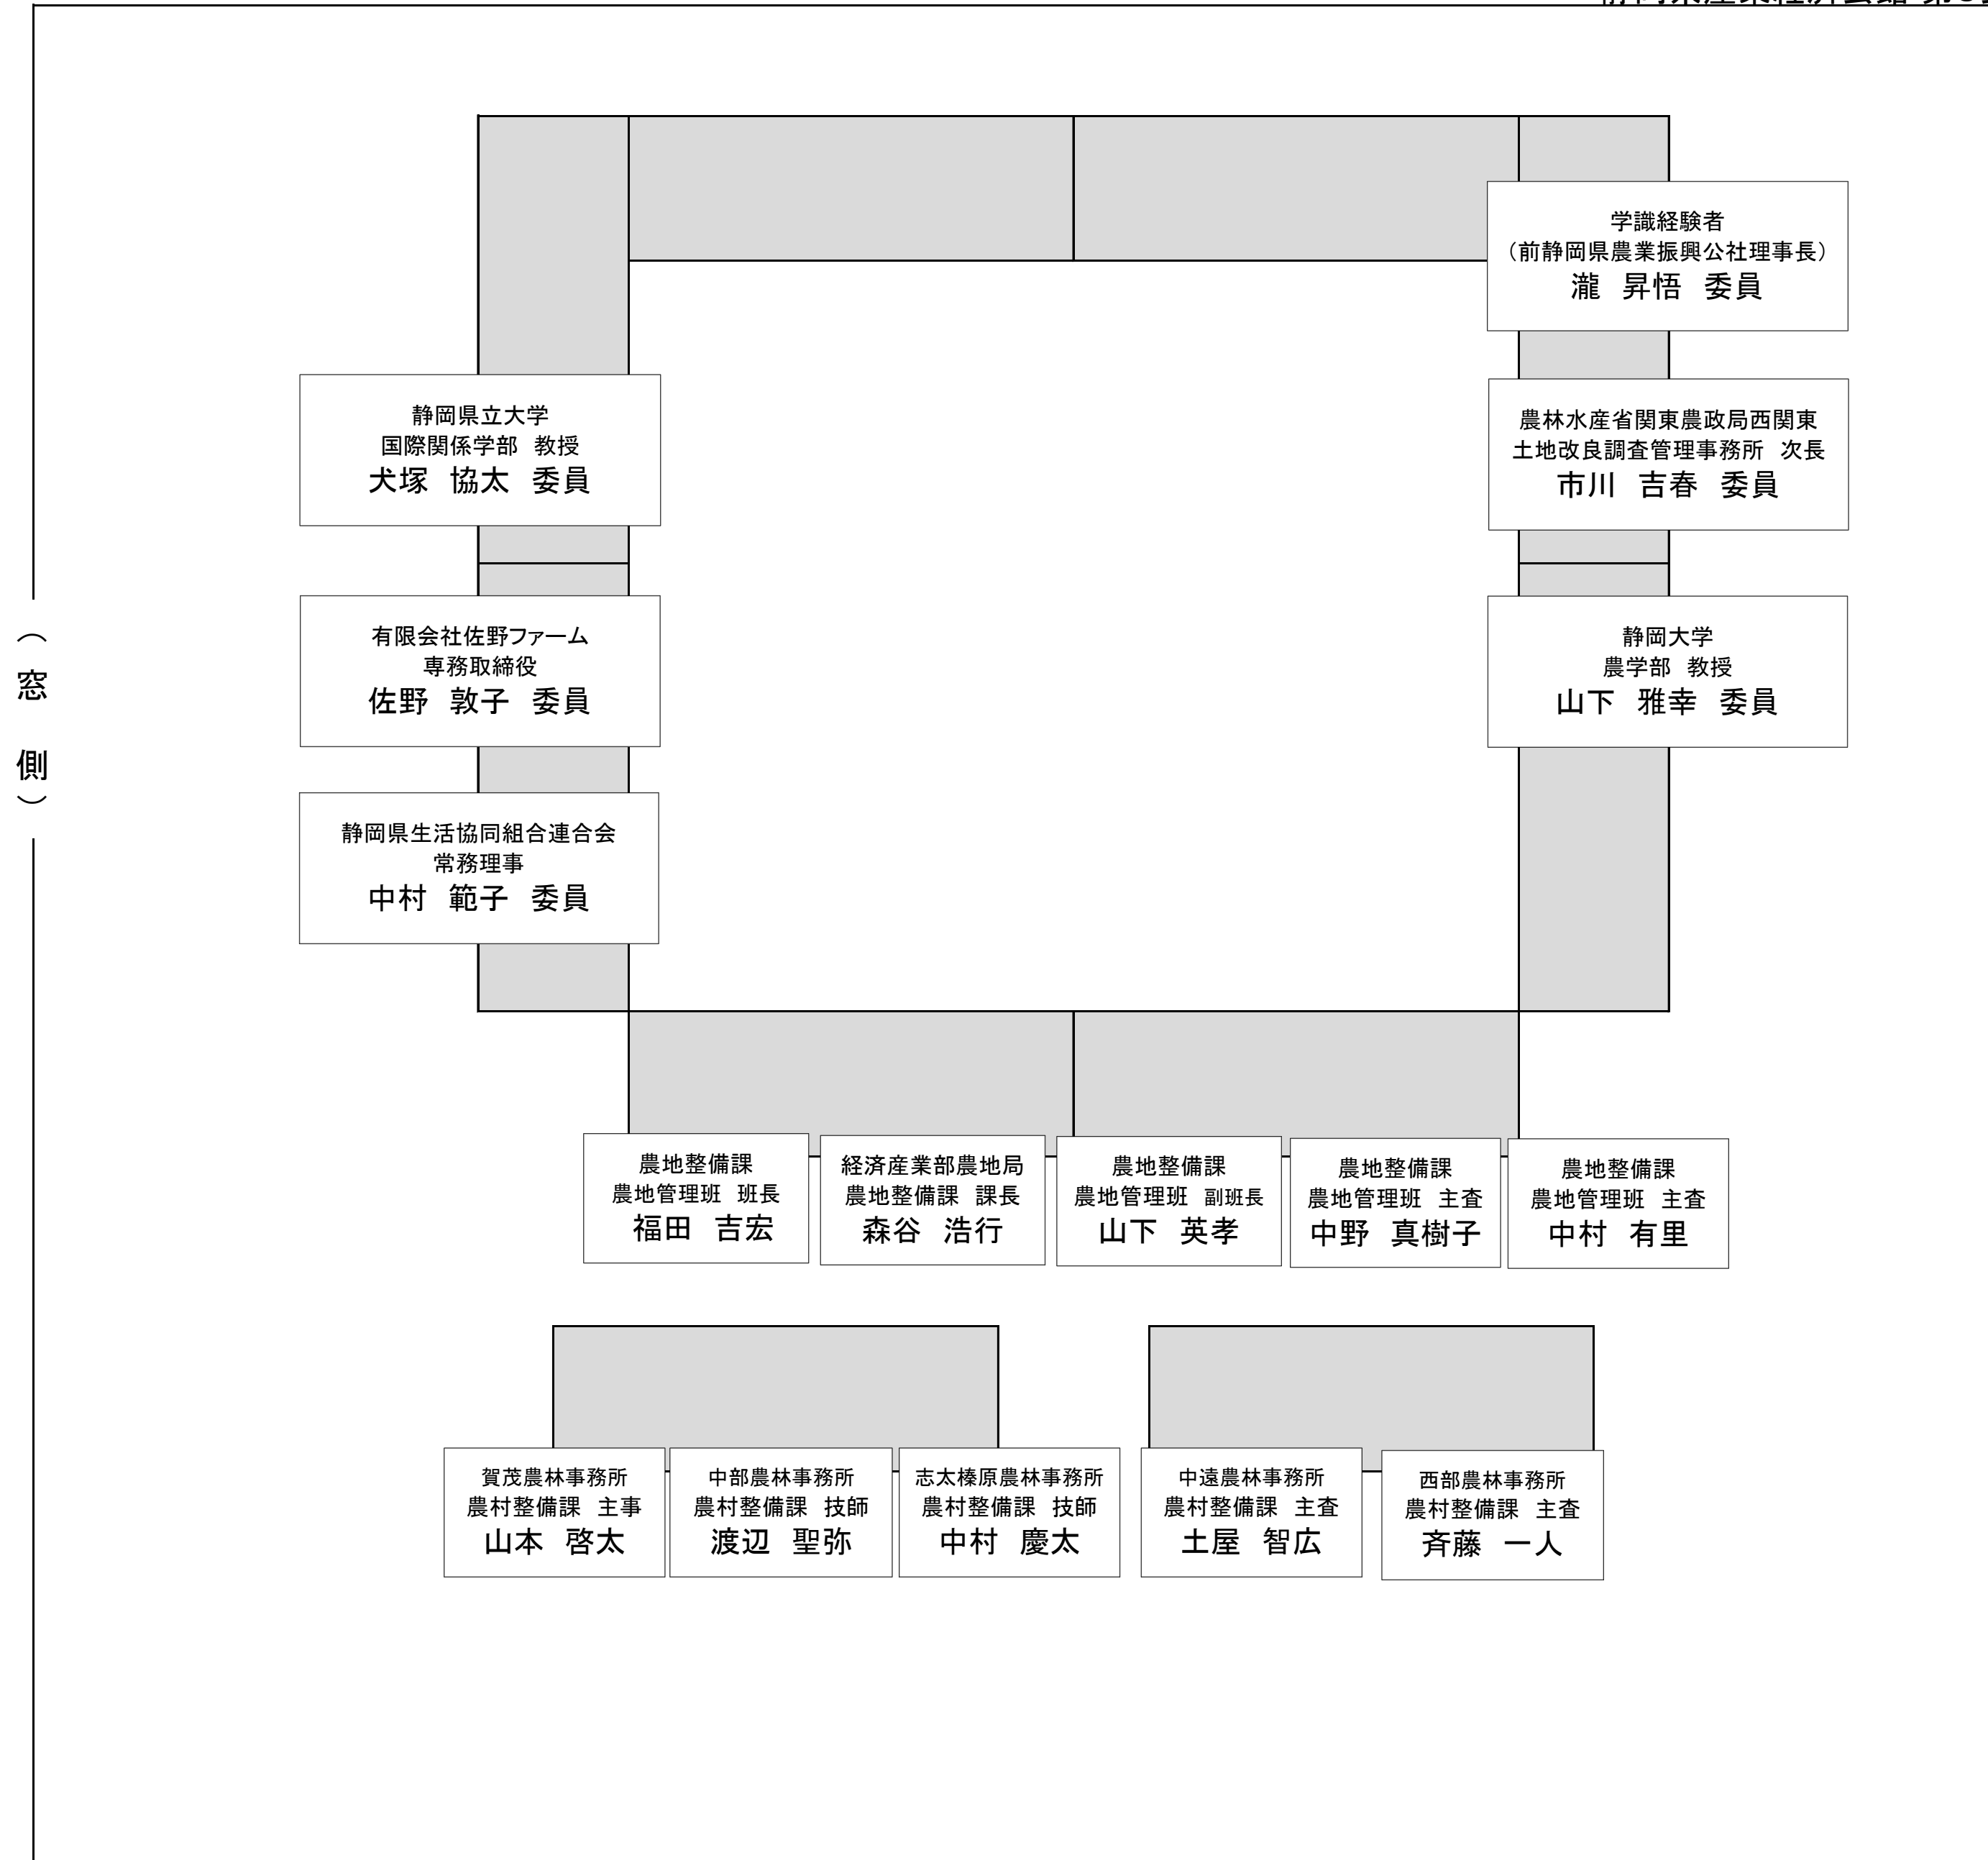 学識経験者
（前静岡県農業振興公社理事長）
瀧　昇悟　委員
静岡県立大学
国際関係学部　教授
犬塚　協太　委員
農林水産省関東農政局西関東
土地改良調査管理事務所　次長
市川　吉春　委員
（窓　側）
有限会社佐野ファーム
専務取締役
佐野　敦子　委員
静岡大学
農学部　教授
山下　雅幸　委員
静岡県生活協同組合連合会
常務理事
中村　範子　委員
農地整備課
農地管理班　班長
福田　吉宏
経済産業部農地局
農地整備課　課長
森谷　浩行
農地整備課
農地管理班　副班長
山下　英孝
農地整備課
農地管理班　主査
中野　真樹子
農地整備課
農地管理班　主査
中村　有里
賀茂農林事務所
農村整備課　主事
山本　啓太
中部農林事務所
農村整備課　技師
渡辺　聖弥
志太榛原農林事務所
農村整備課　技師
中村　慶太
中遠農林事務所
農村整備課　主査
土屋　智広
西部農林事務所
農村整備課　主査
斉藤　一人